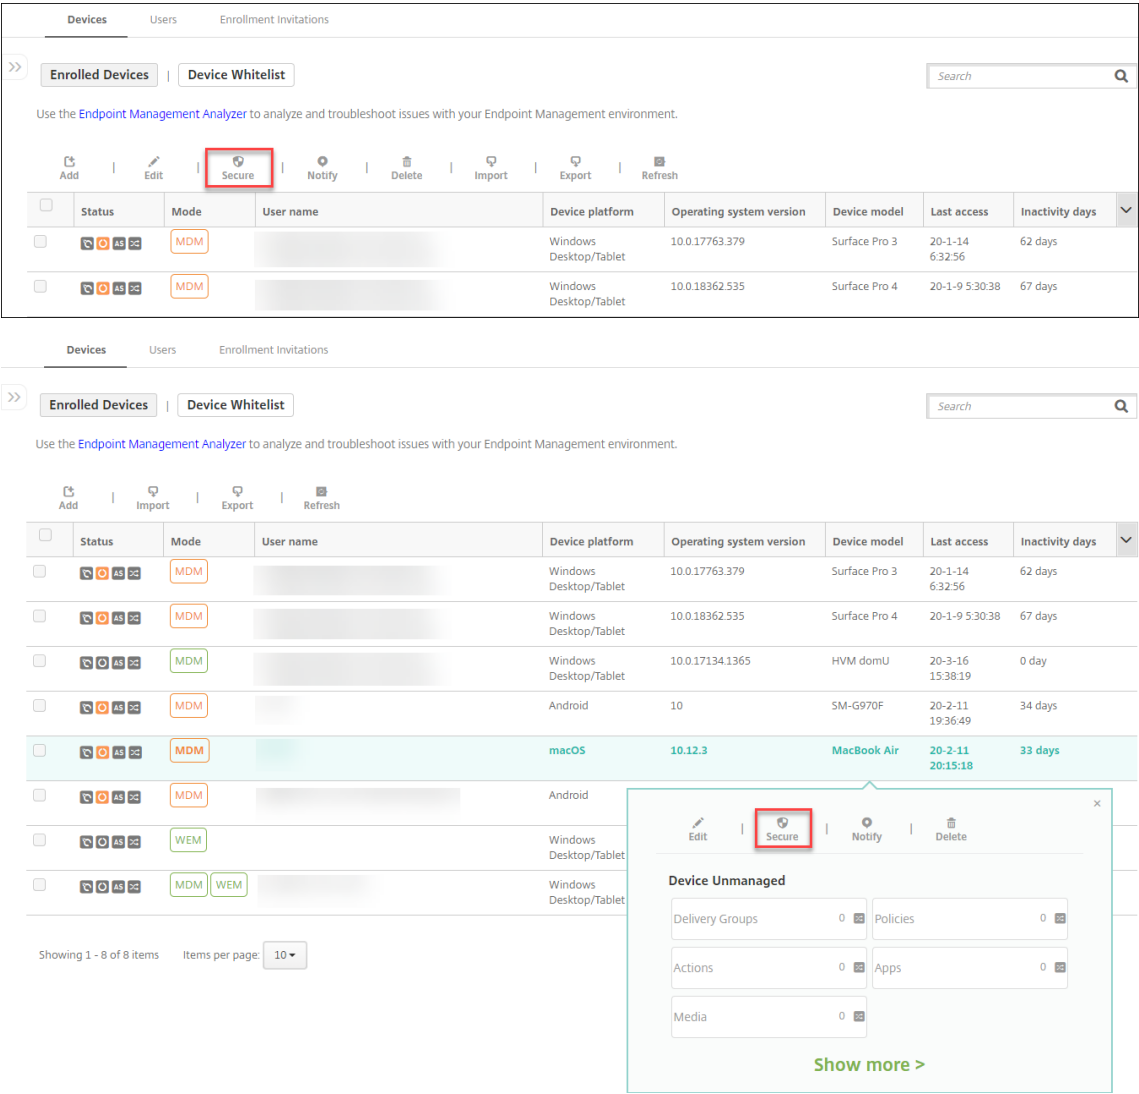 Devices Users Enrollment Invitations
Enrolled Devices | Device Whitelist Search
Use the Endpoint Management Analyzer to analyze and troubleshoot issues with your Endpoint Management environment.
Add | Edit | Secure | Notify | Delete | Import | Export | Refresh
Status Mode User name Device platform Operating system version Device model Last access Inactivity days
AS MDM Windows 10.0.17763.379 Surface Pro 3 20-1-14 62 days
Desktop/Tablet 6:32:56
AS MDM Windows 10.0.18362.535 Surface Pro 4 20-1-9 5:30:38 67 days
Desktop/Tablet
Devices Users Enrollment Invitations
Enrolled Devices | Device Whitelist Search
Use the Endpoint Management Analyzer to analyze and troubleshoot issues with your Endpoint Management environment.
Add | Import | Export | Refresh
Status Mode User name Device platform Operating system version Device model Last access Inactivity days
AS MDM Windows 10.0.17763.379 Surface Pro 3 20-1-14 62 days
Desktop/Tablet 6:32:56
AS MDM Windows 10.0.18362.535 Surface Pro 4 20-1-9 5:30:38 67 days
Desktop/Tablet
AS MDM Windows 10.0.17134.1365 HVM domU 20-3-16 0 day
Desktop/Tablet 15:38:19
AS MDM Android 10 SM-G970F 20-2-11 34 days
19:36:49
AS MDM macOS 10.12.3 MacBook Air 20-2-11 33 days
20:15:18
AS MDM Android
AS WEM Windows
Desktop/Tablet
AS MDM WEM Windows
Desktop/Tablet
×
Edit | Secure | Notify | Delete
Device Unmanaged
Delivery Groups 0 Policies 0
Actions 0 Apps 0
Media 0
Show more >
Showing 1 - 8 of 8 items Items per page: 10